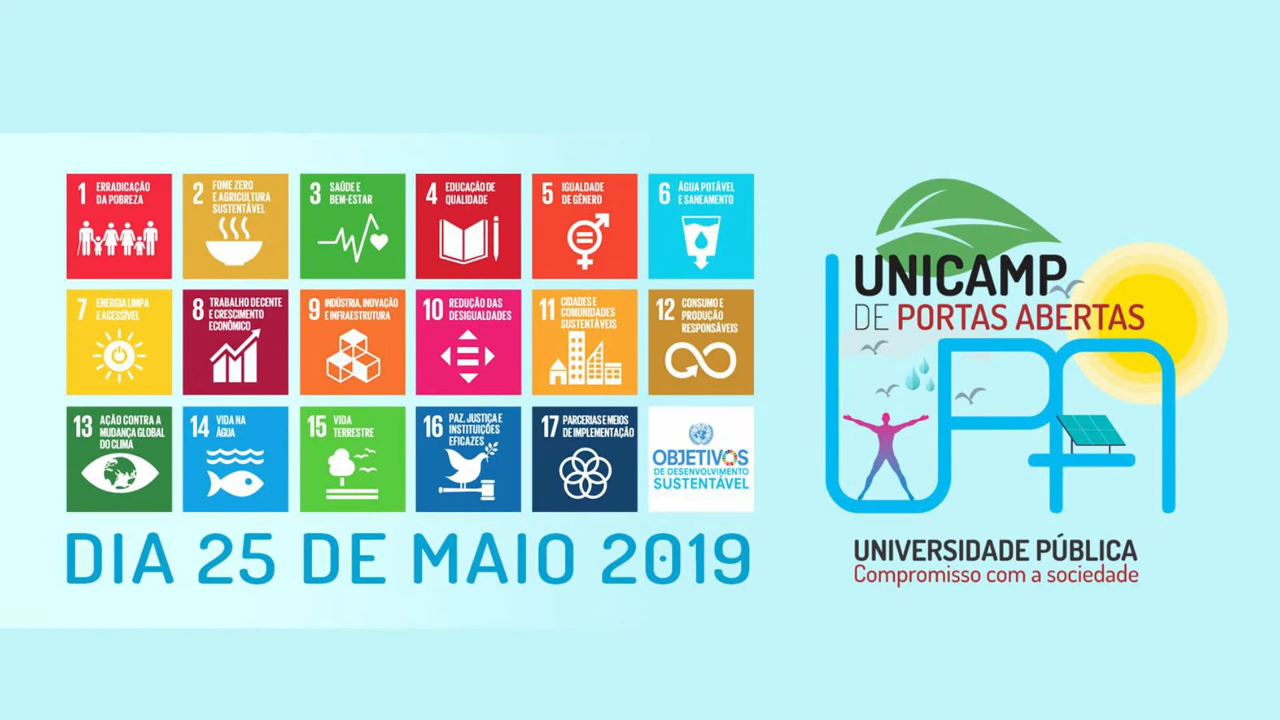 1 ERRADICAÇÃO
DA POBREZA
2 FOME ZERO
E AGRICULTURA
SUSTENTÁVEL
3 SAÚDE E
BEM-ESTAR
4 EDUCAÇÃO DE
QUALIDADE
5 IGUALDADE
DE GÊNERO
6 ÁGUA POTÁVEL
E SANEAMENTO
7 ENERGIA LIMPA
E ACESSÍVEL
8 TRABALHO DECENTE
E CRESCIMENTO
ECONÔMICO
9 INDÚSTRIA, INOVAÇÃO
E INFRAESTRUTURA
10 REDUÇÃO DAS
DESIGUALDADES
11 CIDADES E
COMUNIDADES
SUSTENTÁVEIS
12 CONSUMO E
PRODUÇÃO
RESPONSÁVEIS
13 AÇÃO CONTRA A
MUDANÇA GLOBAL
DO CLIMA
14 VIDA NA
ÁGUA
15 VIDA
TERRESTRE
16 PAZ, JUSTIÇA E
INSTITUIÇÕES
EFICAZES
17 PARCERIAS E MEIOS
DE IMPLEMENTAÇÃO
OBJETIVOS
DE DESENVOLVIMENTO
SUSTENTÁVEL
DIA 25 DE MAIO 2019
UNICAMP
DE PORTAS ABERTAS
UPA
UNIVERSIDADE PÚBLICA
Compromisso com a sociedade